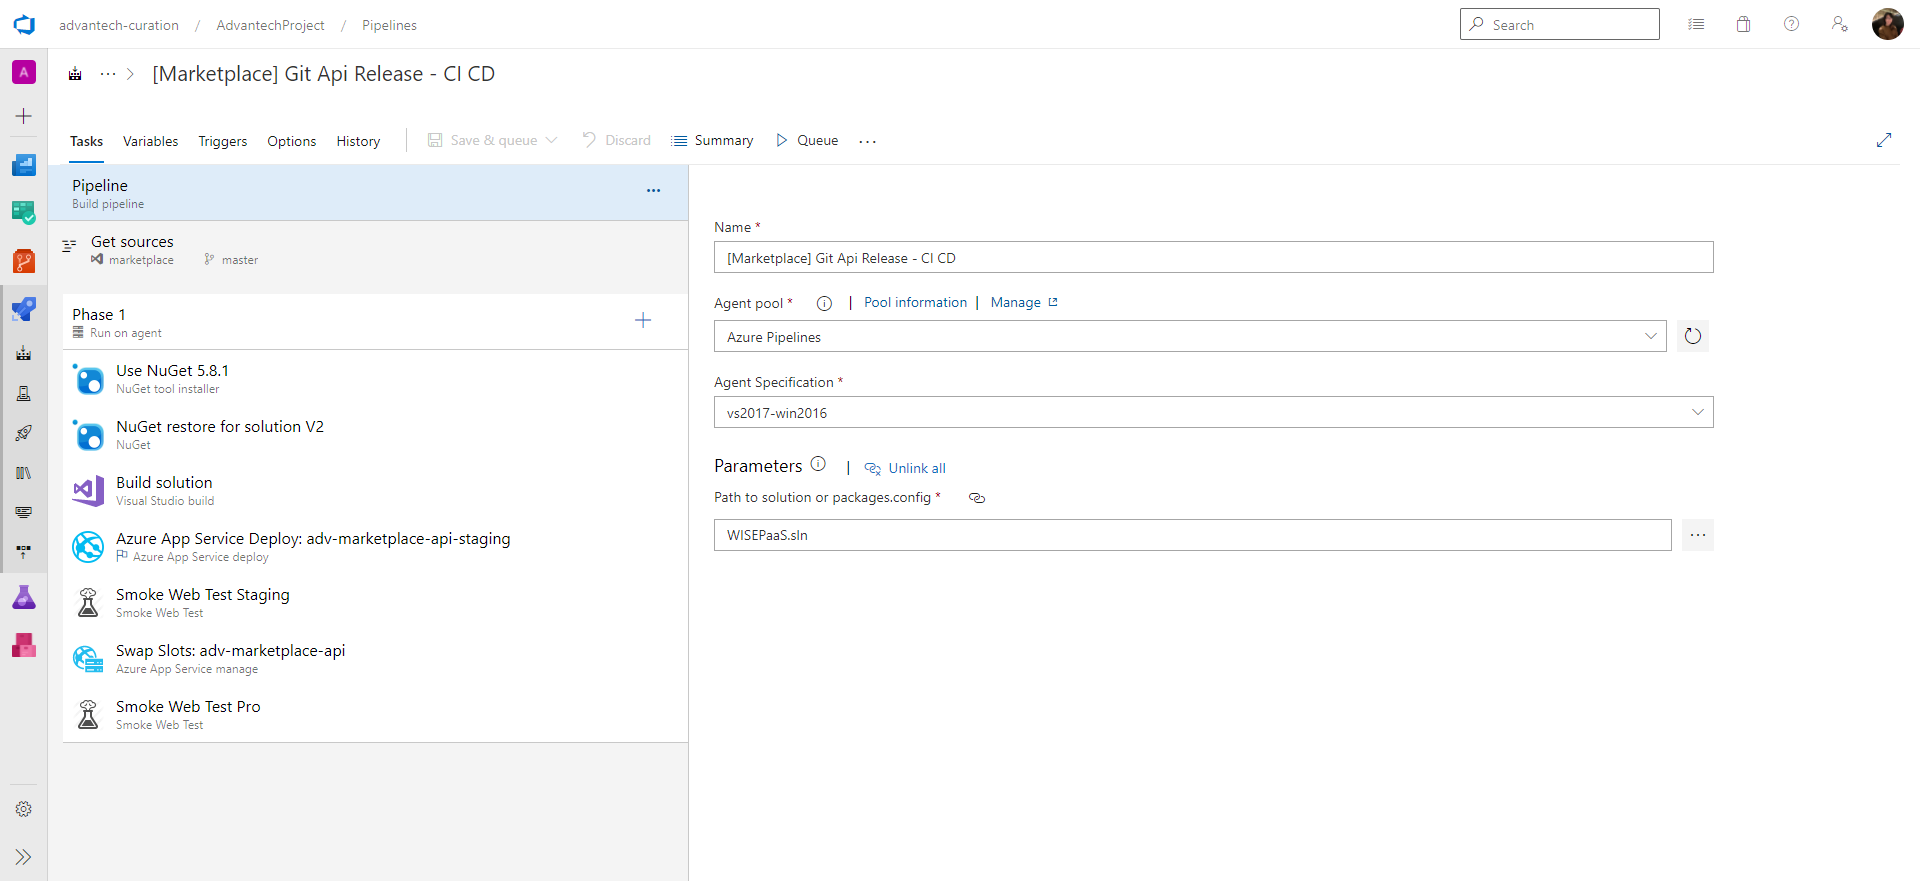 advantech-curation / AdvantechProject / Pipelines
Search
A
[Marketplace] Git Api Release - CI CD
Tasks Variables Triggers Options History Save & queue Discard Summary Queue
Pipeline
Build pipeline
Get sources
marketplace master
Phase 1
Run on agent
Use NuGet 5.8.1
NuGet tool installer
NuGet restore for solution V2
NuGet
Build solution
Visual Studio build
Azure App Service Deploy: adv-marketplace-api-staging
Azure App Service deploy
Smoke Web Test Staging
Smoke Web Test
Swap Slots: adv-marketplace-api
Azure App Service manage
Smoke Web Test Pro
Smoke Web Test
Name *
[Marketplace] Git Api Release - CI CD
Agent pool * | Pool information | Manage
Azure Pipelines
Agent Specification *
vs2017-win2016
Parameters | Unlink all
Path to solution or packages.config *
WISEPaaS.sln